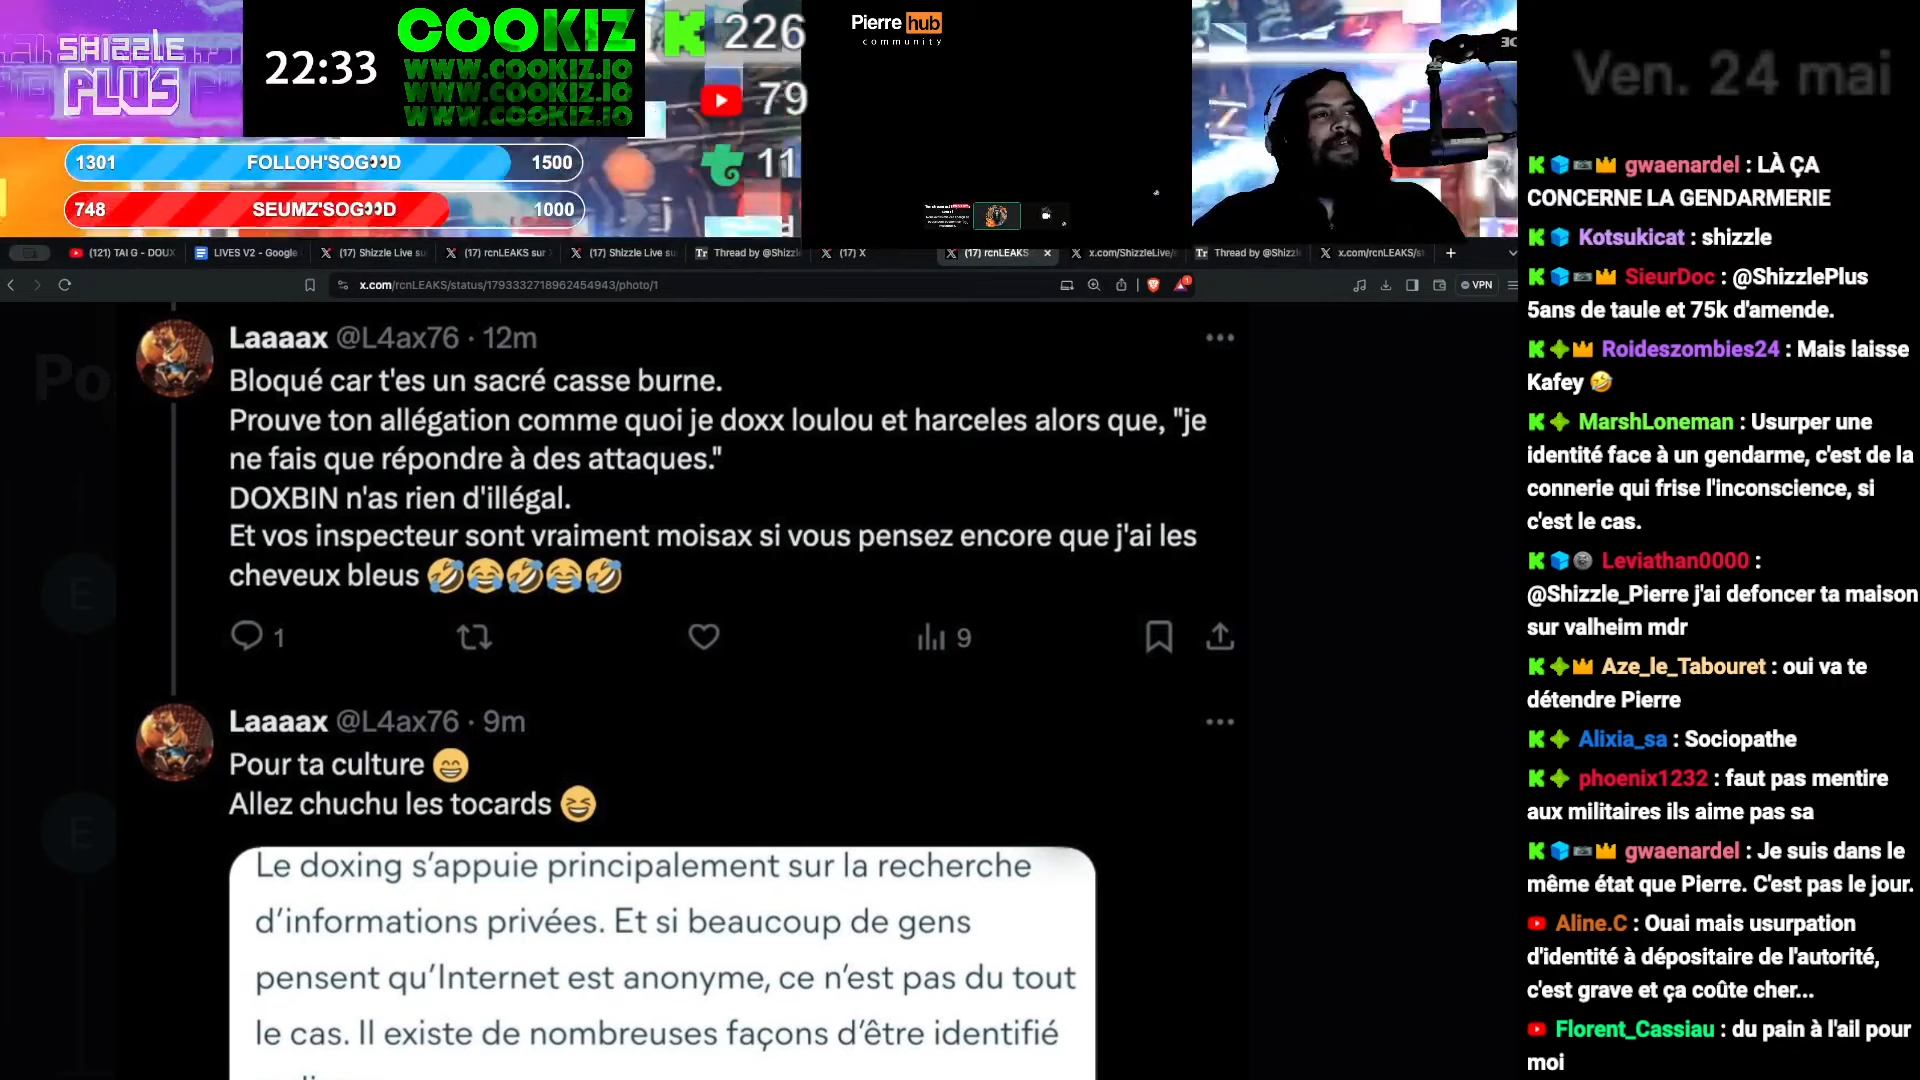 SHIZZLE
PLUS
22:33
COOKIZ
WWW.COOKIZ.IO
WWW.COOKIZ.IO
WWW.COOKIZ.IO
226
79
11
1301 FOLLOH'SOG👀D 1500
748 SEUMZ'SOG👀D 1000
Pierre hub
community
Ven. 24 mai
(121) TAI G - DOUX
LIVES V2 - Google
(17) Shizzle Live su
(17) rcnLEAKS sur
(17) Shizzle Live su
Thread by @Shizzl
(17) X
(17) rcnLEAKS
x.com/ShizzleLive/
Thread by @Shizzl
x.com/rcnLEAKS/s
x.com/rcnLEAKS/status/1793332718962454943/photo/1
VPN
Po
E
E
Laaaax @L4ax76 · 12m
Bloqué car t'es un sacré casse burne.
Prouve ton allégation comme quoi je doxx loulou et harceles alors que, "je
ne fais que répondre à des attaques."
DOXBIN n'as rien d'illégal.
Et vos inspecteur sont vraiment moisax si vous pensez encore que j'ai les
cheveux bleus 🤣😂🤣😂🤣
1
9
Laaaax @L4ax76 · 9m
Pour ta culture 😁
Allez chuchu les tocards 😆
Le doxing s'appuie principalement sur la recherche
d'informations privées. Et si beaucoup de gens
pensent qu'Internet est anonyme, ce n'est pas du tout
le cas. Il existe de nombreuses façons d'être identifié
gwaenardel : LÀ ÇA
CONCERNE LA GENDARMERIE
Kotsukicat : shizzle
SieurDoc : @ShizzlePlus
5ans de taule et 75k d'amende.
Roideszombies24 : Mais laisse
Kafey 🤣
MarshLoneman : Usurper une
identité face à un gendarme, c'est de la
connerie qui frise l'inconscience, si
c'est le cas.
Leviathan0000 :
@Shizzle_Pierre j'ai defoncer ta maison
sur valheim mdr
Aze_le_Tabouret : oui va te
détendre Pierre
Alixia_sa : Sociopathe
phoenix1232 : faut pas mentire
aux militaires ils aime pas sa
gwaenardel : Je suis dans le
même état que Pierre. C'est pas le jour.
Aline.C : Ouai mais usurpation
d'identité à dépositaire de l'autorité,
c'est grave et ça coûte cher...
Florent_Cassiau : du pain à l'ail pour
moi